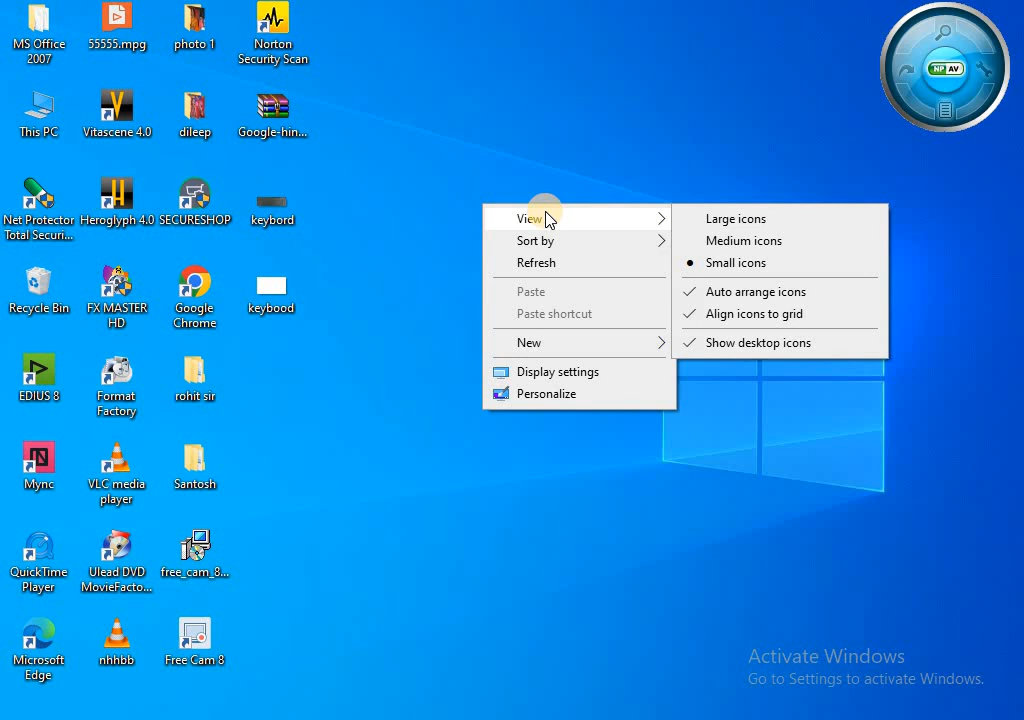 MS Office
2007
55555.mpg
photo 1
Norton
Security Scan
This PC
Vitascene 4.0
dileep
Google-hin...
Net Protector
Total Securi...
Heroglyph 4.0
SECURESHOP
keybord
Recycle Bin
FX MASTER
HD
Google
Chrome
keybood
EDIUS 8
Format
Factory
rohit sir
Mync
VLC media
player
Santosh
QuickTime
Player
Ulead DVD
MovieFacto...
free_cam_8...
Microsoft
Edge
nhhbb
Free Cam 8
View
Sort by
Refresh
Paste
Paste shortcut
New
Display settings
Personalize
Large icons
Medium icons
Small icons
Auto arrange icons
Align icons to grid
Show desktop icons
NP AV
Activate Windows
Go to Settings to activate Windows.